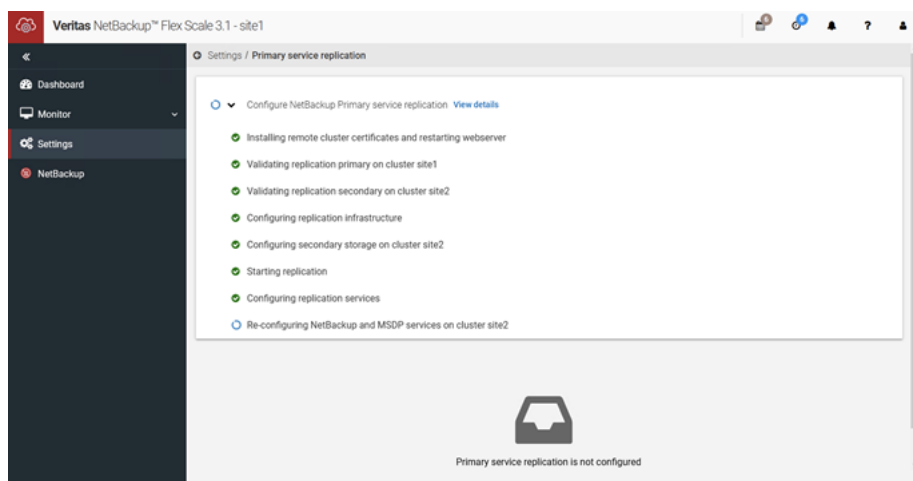 Veritas NetBackup™ Flex Scale 3.1 - site1
?
«
Settings / Primary service replication
Dashboard
Monitor
Settings
NetBackup
Configure NetBackup Primary service replication View details
Installing remote cluster certificates and restarting webserver
Validating replication primary on cluster site1
Validating replication secondary on cluster site2
Configuring replication infrastructure
Configuring secondary storage on cluster site2
Starting replication
Configuring replication services
Re-configuring NetBackup and MSDP services on cluster site2
Primary service replication is not configured